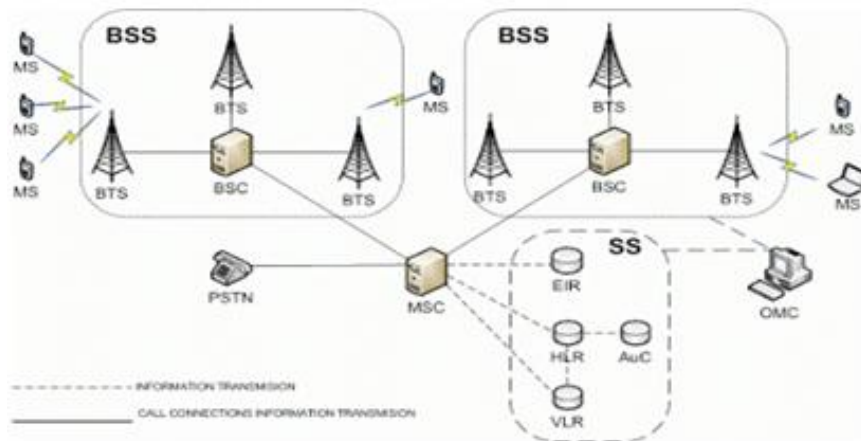 BSS
BSS
MS
MS
MS
MS
MS
MS
BTS
BTS
BTS
BTS
BTS
BTS
BSC
BSC
SS
PSTN
MSC
EIR
OMC
HLR
AuC
VLR
INFORMATION TRANSMISION
CALL CONNECTIONS INFORMATION TRANSMISION